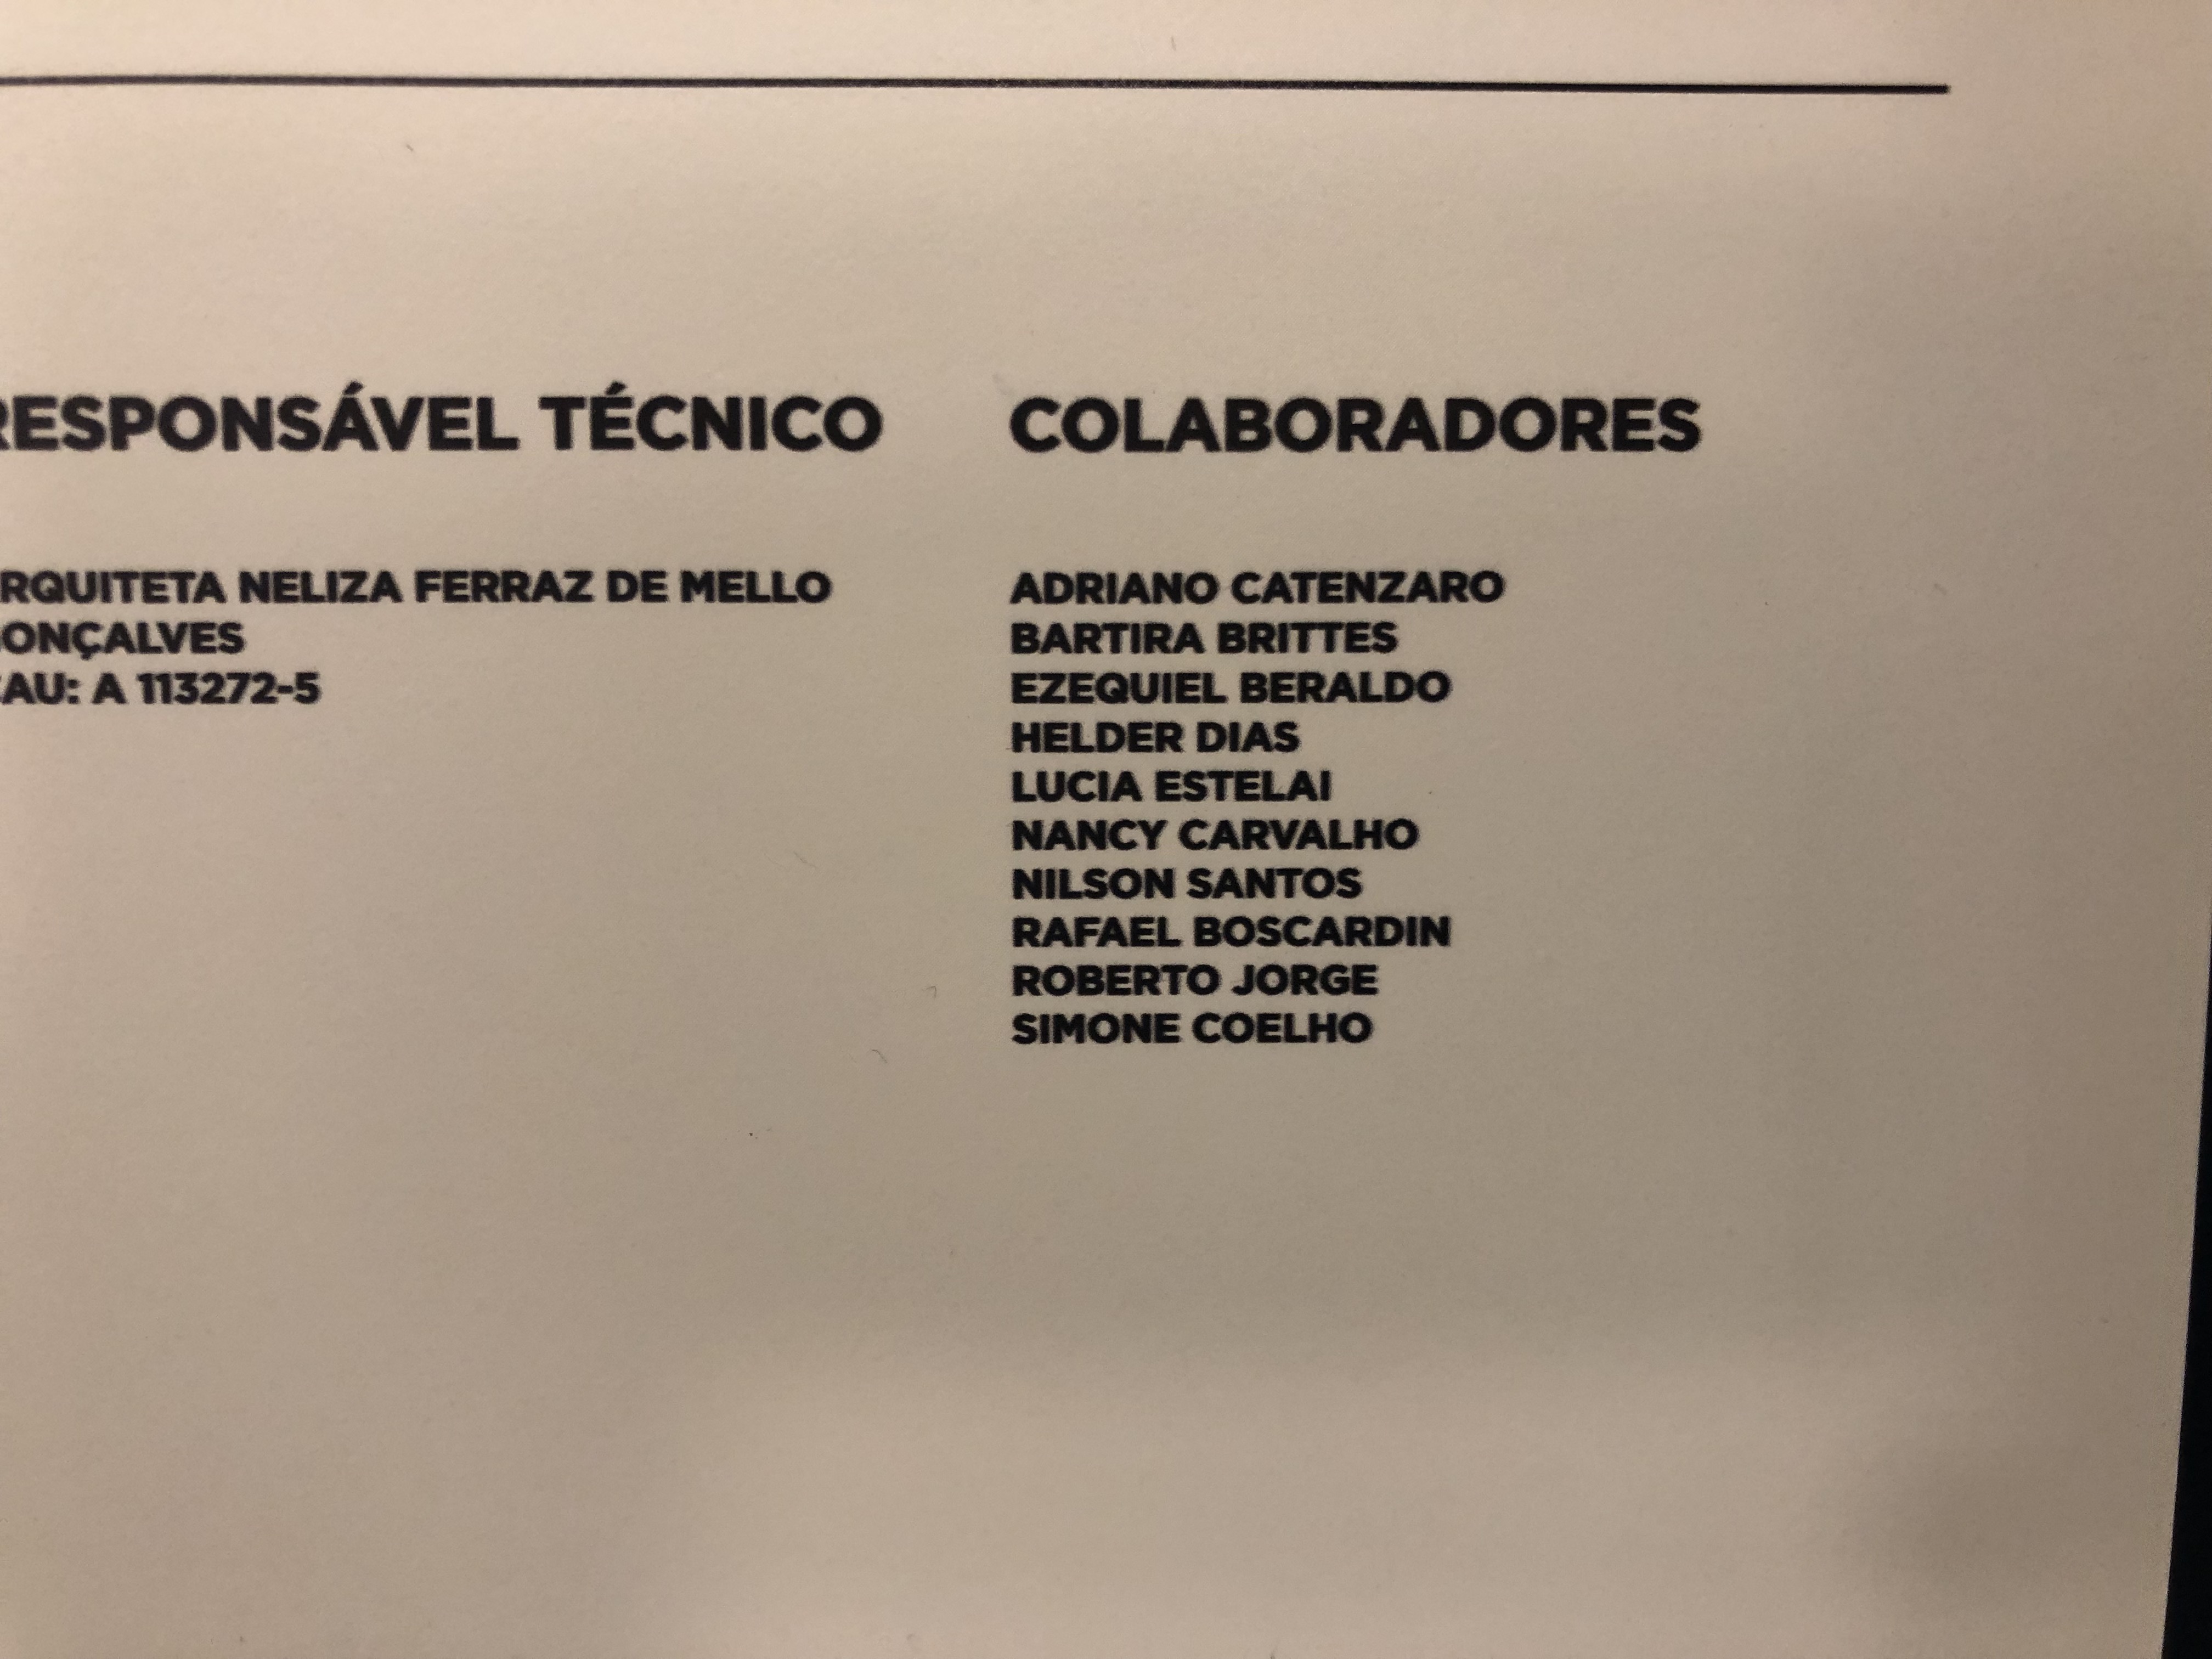 RESPONSÁVEL TÉCNICO
RQUITETA NELIZA FERRAZ DE MELLO
ONÇALVES
AU: A 113272-5
COLABORADORES
ADRIANO CATENZARO
BARTIRA BRITTES
EZEQUIEL BERALDO
HELDER DIAS
LUCIA ESTELAI
NANCY CARVALHO
NILSON SANTOS
RAFAEL BOSCARDIN
ROBERTO JORGE
SIMONE COELHO